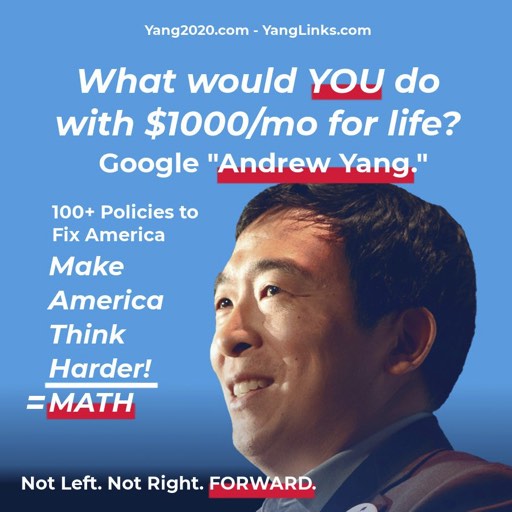 Yang2020.com - YangLinks.com
What would YOU do
with $1000/mo for life?
Google "Andrew Yang."
100+ Policies to
Fix America
Make
America
Think
Harder!
=MATH
Not Left. Not Right. FORWARD.